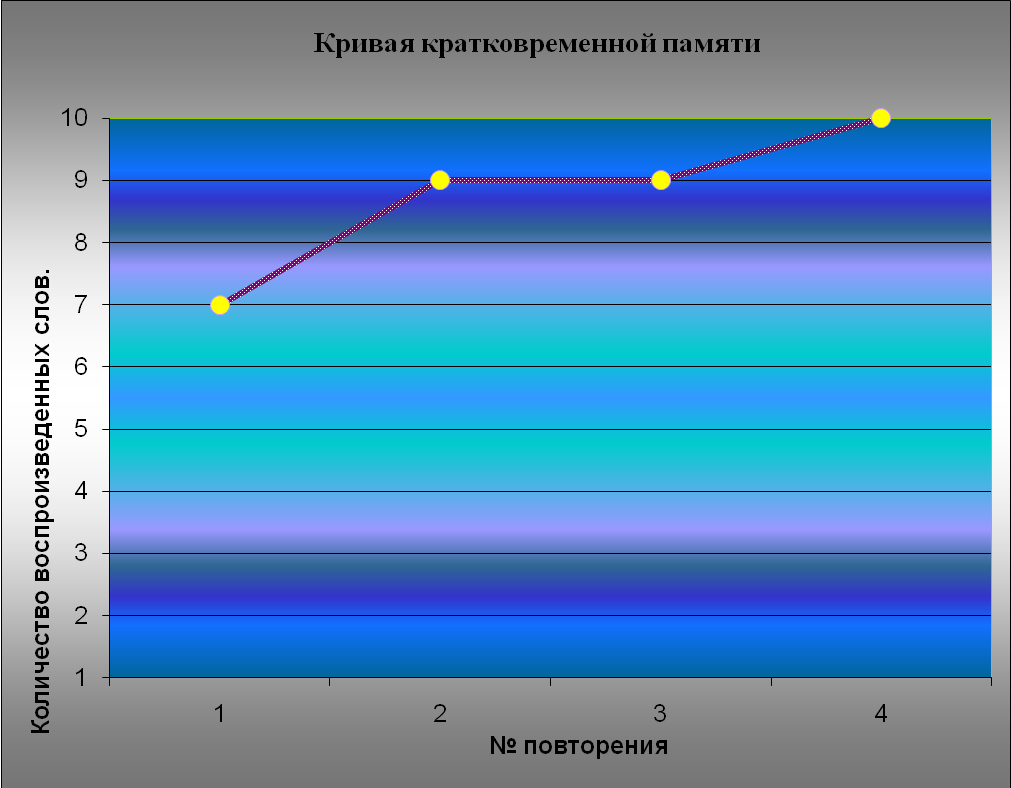 Кривая кратковременной памяти
Количество воспроизведенных слов.
10
9
8
7
6
5
4
3
2
1
1 2 3 4
№ повторения